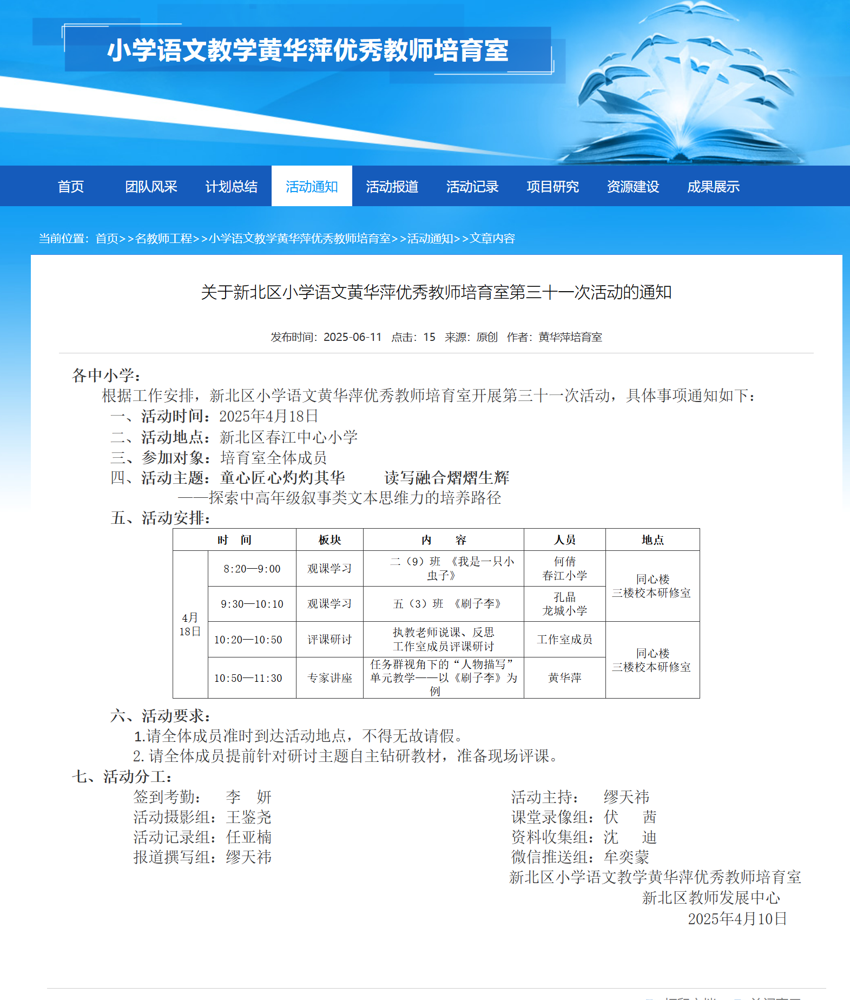 小学语文教学黄华萍优秀教师培育室
首页 团队风采 计划总结 活动通知 活动报道 活动记录 项目研究 资源建设 成果展示
当前位置：首页>>名教师工程>>小学语文教学黄华萍优秀教师培育室>>活动通知>>文章内容
关于新北区小学语文黄华萍优秀教师培育室第三十一次活动的通知
发布时间：2025-06-11 点击：15 来源：原创 作者：黄华萍培育室
各中小学：
根据工作安排，新北区小学语文黄华萍优秀教师培育室开展第三十一次活动，具体事项通知如下：
一、活动时间：2025年4月18日
二、活动地点：新北区春江中心小学
三、参加对象：培育室全体成员
四、活动主题：童心匠心灼灼其华 读写融合熠熠生辉
——探索中高年级叙事类文本思维力的培养路径
五、活动安排：
时 间 板块 内 容 人员 地点
4月
18日
8:20—9:00 观课学习 二（9）班 《我是一只小
虫子》
何倩
春江小学
同心楼
三楼校本研修室
9:30—10:10 观课学习 五（3）班 《刷子李》
孔晶
龙城小学
10:20—10:50 评课研讨 执教老师说课、反思
工作室成员评课研讨
工作室成员
同心楼
三楼校本研修室
10:50—11:30 专家讲座 任务群视角下的“人物描写”
单元教学——以《刷子李》为
例
黄华萍
六、活动要求：
1.请全体成员准时到达活动地点，不得无故请假。
2.请全体成员提前针对研讨主题自主钻研教材，准备现场评课。
七、活动分工：
签到考勤： 李 妍 活动主持： 缪天祎
活动摄影组：王鉴尧 课堂录像组：伏 茜
活动记录组：任亚楠 资料收集组：沈 迪
报道撰写组：缪天祎 微信推送组：牟奕蒙
新北区小学语文教学黄华萍优秀教师培育室
新北区教师发展中心
2025年4月10日